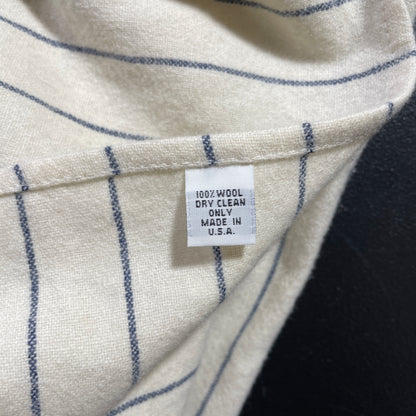 100% WOOL
DRY CLEAN
ONLY
MADE IN
U.S.A.